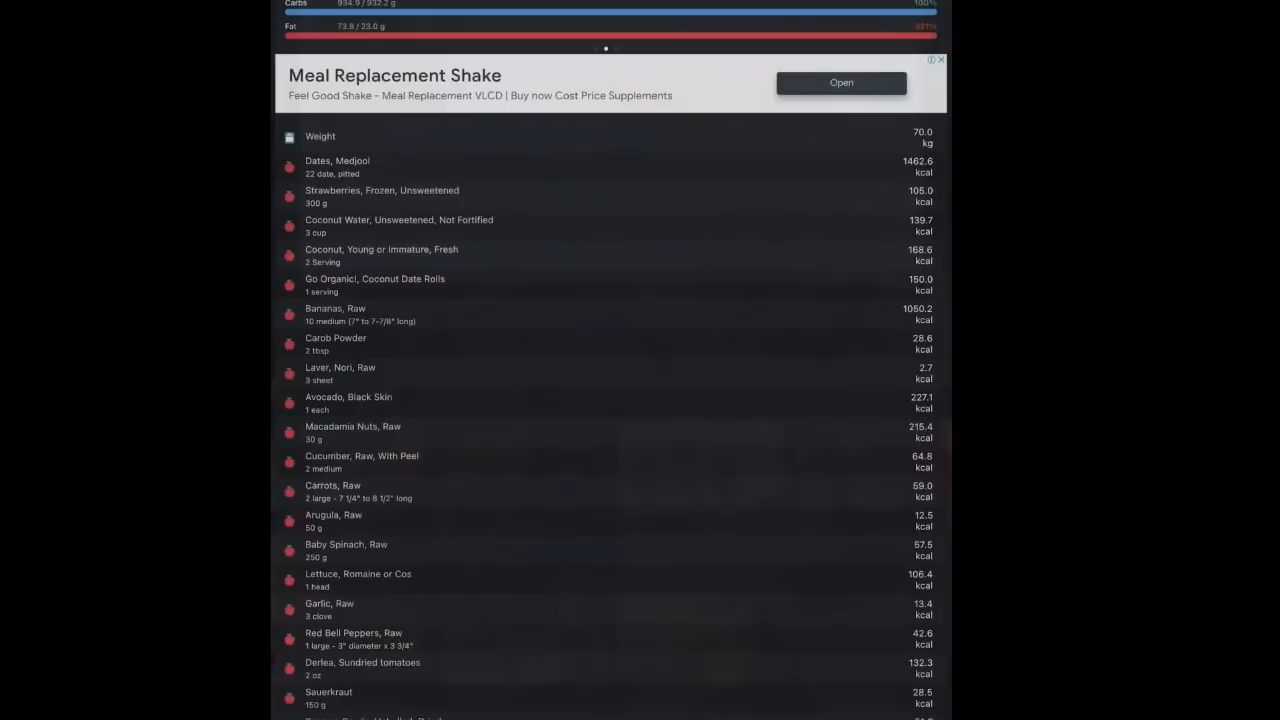 Carbs 934.9 / 932.2 g 100%
Fat 73.8 / 23.0 g 321%
Meal Replacement Shake
Feel Good Shake - Meal Replacement VLCD | Buy now Cost Price Supplements
Open
Weight 70.0 kg
Dates, Medjool 1462.6 kcal
22 date, pitted
Strawberries, Frozen, Unsweetened 105.0 kcal
300 g
Coconut Water, Unsweetened, Not Fortified 139.7 kcal
3 cup
Coconut, Young or Immature, Fresh 168.6 kcal
2 Serving
Go Organic!, Coconut Date Rolls 150.0 kcal
1 serving
Bananas, Raw 1050.2 kcal
10 medium (7" to 7-7/8" long)
Carob Powder 28.6 kcal
2 tbsp
Laver, Nori, Raw 2.7 kcal
3 sheet
Avocado, Black Skin 227.1 kcal
1 each
Macadamia Nuts, Raw 215.4 kcal
30 g
Cucumber, Raw, With Peel 64.8 kcal
2 medium
Carrots, Raw 59.0 kcal
2 large - 7 1/4" to 8 1/2" long
Arugula, Raw 12.5 kcal
50 g
Baby Spinach, Raw 57.5 kcal
250 g
Lettuce, Romaine or Cos 106.4 kcal
1 head
Garlic, Raw 13.4 kcal
3 clove
Red Bell Peppers, Raw 42.6 kcal
1 large - 3" diameter x 3 3/4"
Derlea, Sundried tomatoes 132.3 kcal
2 oz
Sauerkraut 28.5 kcal
150 g